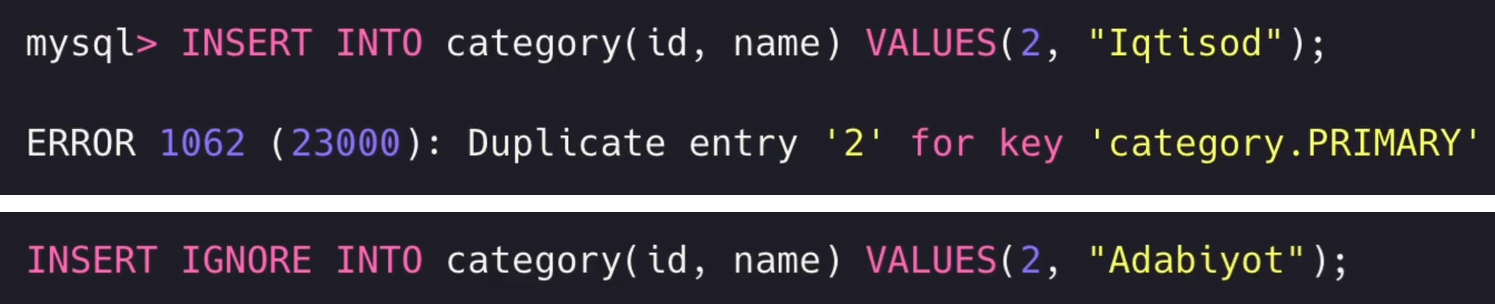 mysql> INSERT INTO category(id, name) VALUES(2, "Iqtisod");
ERROR 1062 (23000): Duplicate entry '2' for key 'category.PRIMARY'
INSERT IGNORE INTO category(id, name) VALUES(2, "Adabiyot");